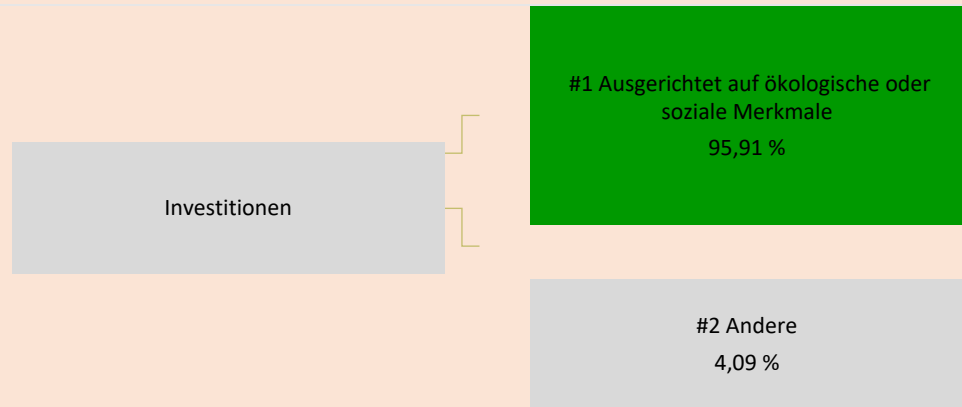 Investitionen
#1 Ausgerichtet auf ökologische oder
soziale Merkmale
95,91 %
#2 Andere
4,09 %